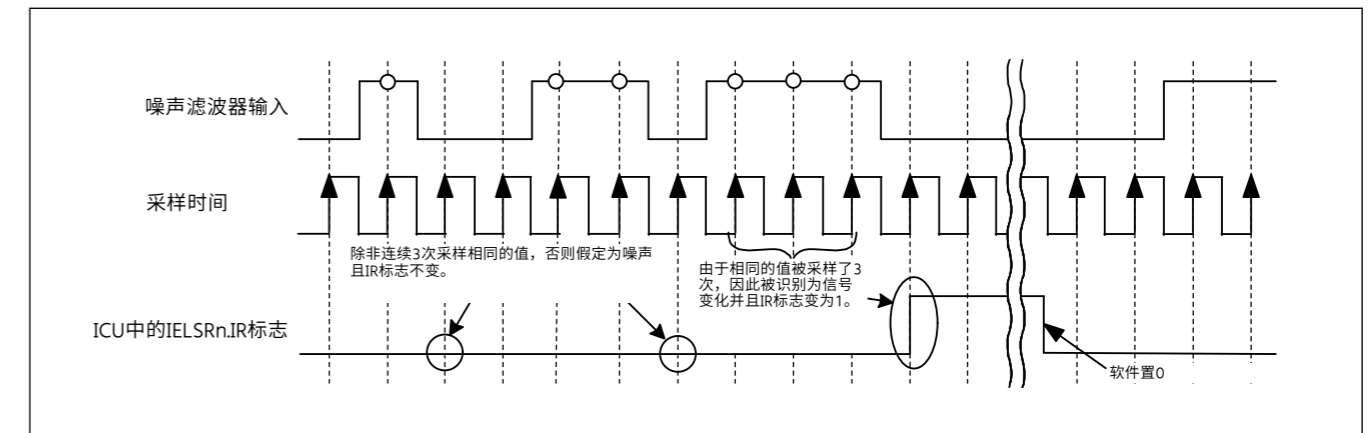 噪声滤波器输入
采样时间
除非连续3次采样相同的值，否则假定为噪声
且IR标志不变。
由于相同的值被采样了3
次，因此被识别为信号
变化并且IR标志变为1。
ICU中的IELSRn.IR标志
软件置0